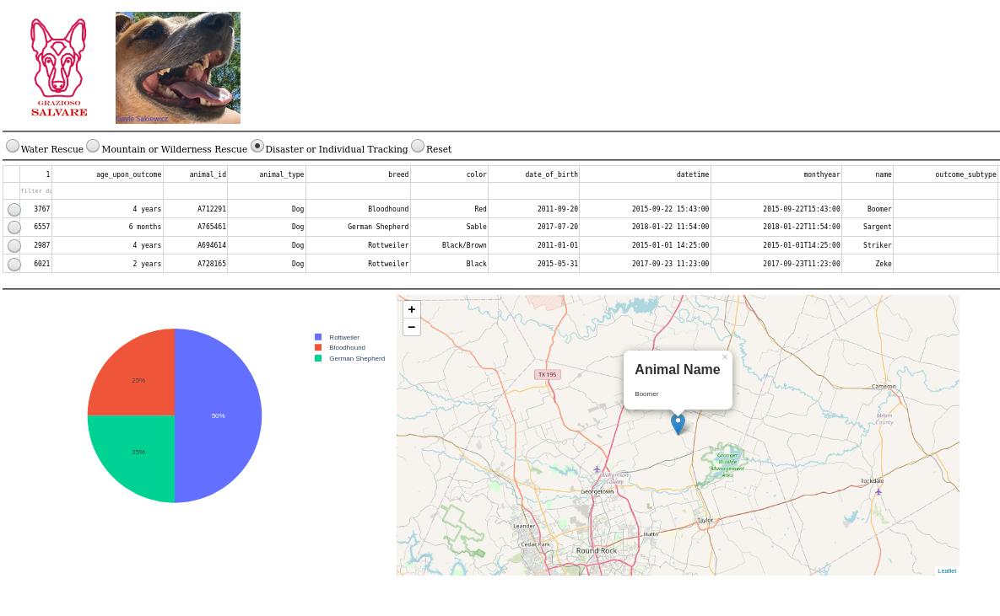 GRAZIOSO
SALVARE
Gayle Sakiewicz
Water Rescue Mountain or Wilderness Rescue Disaster or Individual Tracking Reset
1 age_upon_outcome animal_id animal_type breed color date_of_birth datetime monthyear name outcome_subtype
filter da
3767 4 years A712291 Dog Bloodhound Red 2011-09-20 2015-09-22 15:43:00 2015-09-22T15:43:00 Boomer
6557 6 months A765461 Dog German Shepherd Sable 2017-07-20 2018-01-22 11:54:00 2018-01-22T11:54:00 Sargent
2987 4 years A694614 Dog Rottweiler Black/Brown 2011-01-01 2015-01-01 14:25:00 2015-01-01T14:25:00 Striker
6021 2 years A728165 Dog Rottweiler Black 2015-05-31 2017-09-23 11:23:00 2017-09-23T11:23:00 Zeke
Rottweiler
Bloodhound
German Shepherd
25%
50%
25%
+
−
×
Animal Name
Boomer
TX 195
Cameron
Milam
County
Granger
Wildlife
Management
Area
Williamson
County
Georgetown
Rockdale
Leander
Taylor
Hutto
Cedar Park
Round Rock
Leaflet